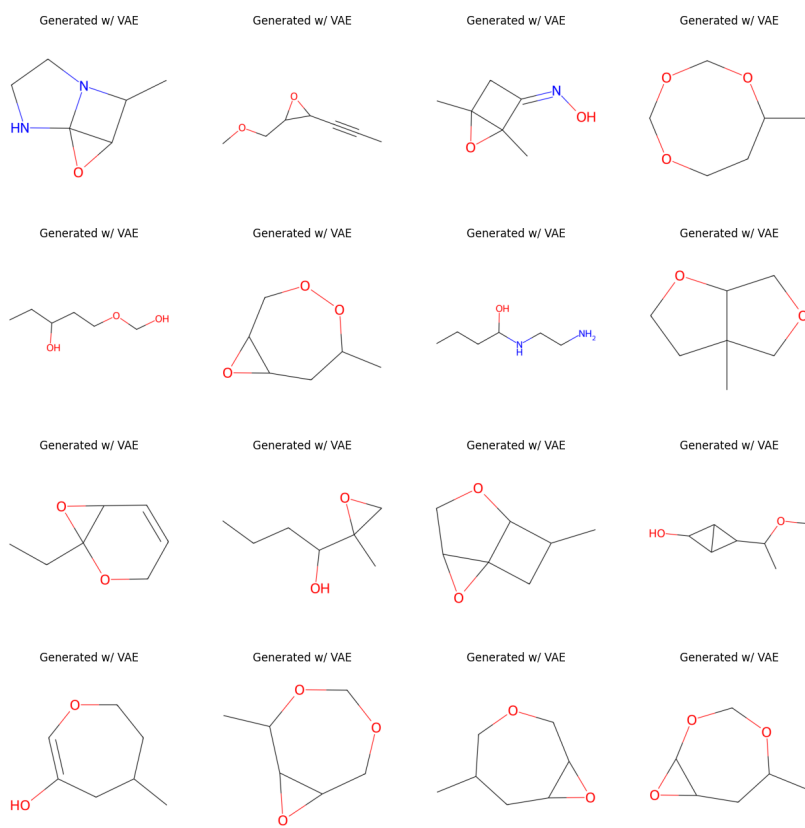 Generated w/ VAE Generated w/ VAE Generated w/ VAE Generated w/ VAE
N HN O
O O
N OH O
O O O
Generated w/ VAE Generated w/ VAE Generated w/ VAE Generated w/ VAE
O OH OH
O O O
OH N H NH2
O O
Generated w/ VAE Generated w/ VAE Generated w/ VAE Generated w/ VAE
O O
O OH
O O
O HO
Generated w/ VAE Generated w/ VAE Generated w/ VAE Generated w/ VAE
O HO
O O O
O O
O O O